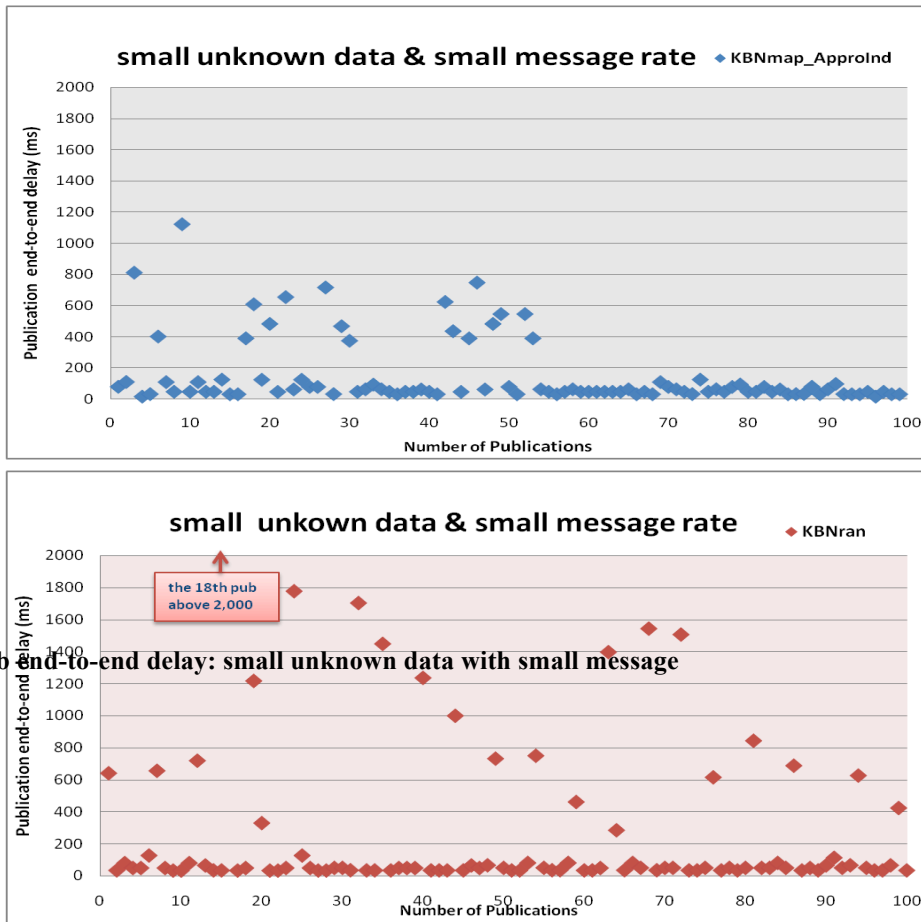 small unknown data & small message rate
KBNmap_ApproInd
Publication end-to-end delay (ms)
2000
1800
1600
1400
1200
1000
800
600
400
200
0
0 10 20 30 40 50 60 70 80 90 100
Number of Publications
small unkown data & small message rate
KBNran
the 18th pub
above 2,000
Publication end-to-end delay (ms)
2000
1800
1600
1400
b end-to-end delay: small unknown data with small message
1200
1000
800
600
400
200
0
0 10 20 30 40 50 60 70 80 90 100
Number of Publications